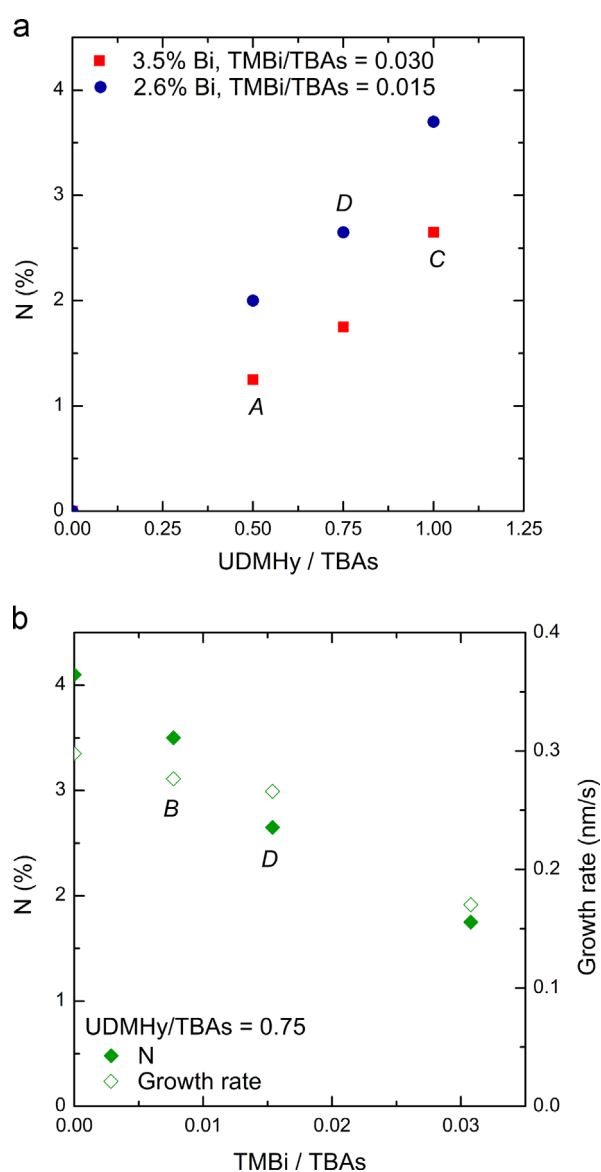 a
3.5% Bi, TMBi/TBAs = 0.030
2.6% Bi, TMBi/TBAs = 0.015
4
3
2
1
0
N (%)
D
C
A
0.00 0.25 0.50 0.75 1.00 1.25
UDMHy / TBAs
b
4
3
2
1
0
N (%)
0.4
0.3
0.2
0.1
0.0
Growth rate (nm/s)
B
D
UDMHy/TBAs = 0.75
N
Growth rate
0.00 0.01 0.02 0.03
TMBi / TBAs